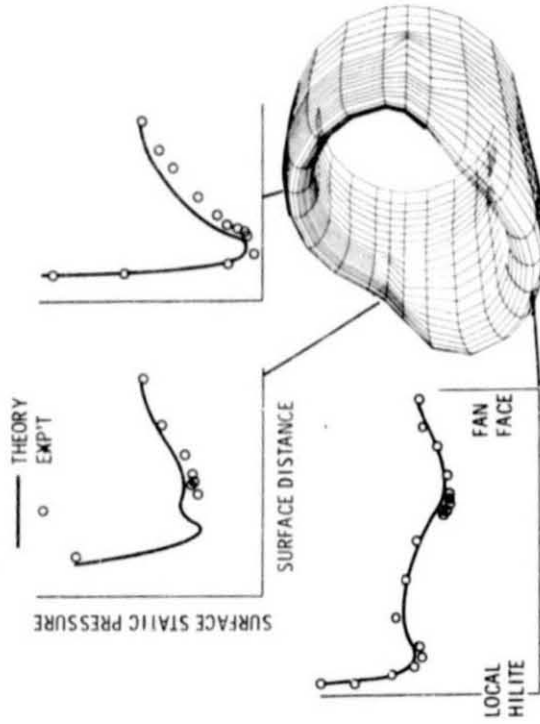 THEORY
EXP'T
SURFACE STATIC PRESSURE
SURFACE DISTANCE
LOCAL
HILITE
FAN
FACE